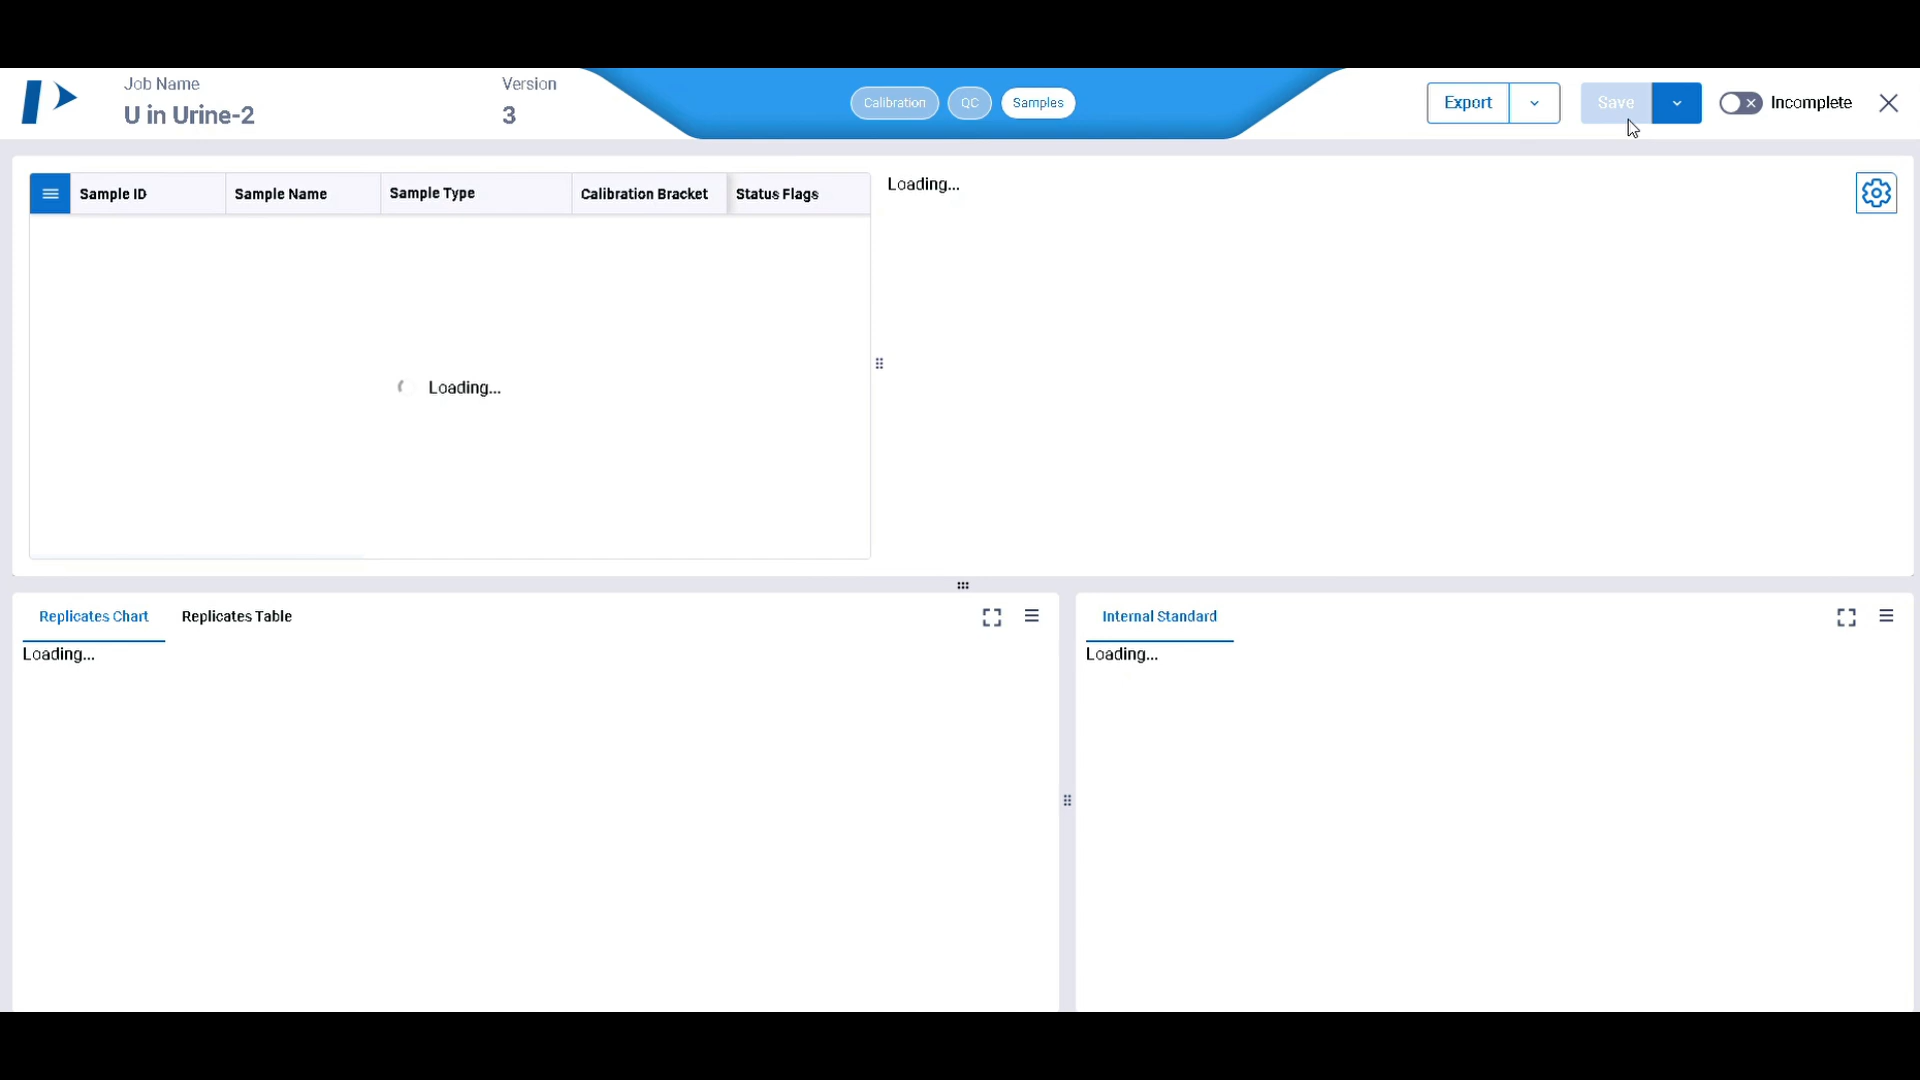 Job Name
U in Urine-2
Version
3
Calibration
QC
Samples
Export
Save
Incomplete
Sample ID
Sample Name
Sample Type
Calibration Bracket
Status Flags
Loading...
Loading...
Replicates Chart
Replicates Table
Loading...
Internal Standard
Loading...